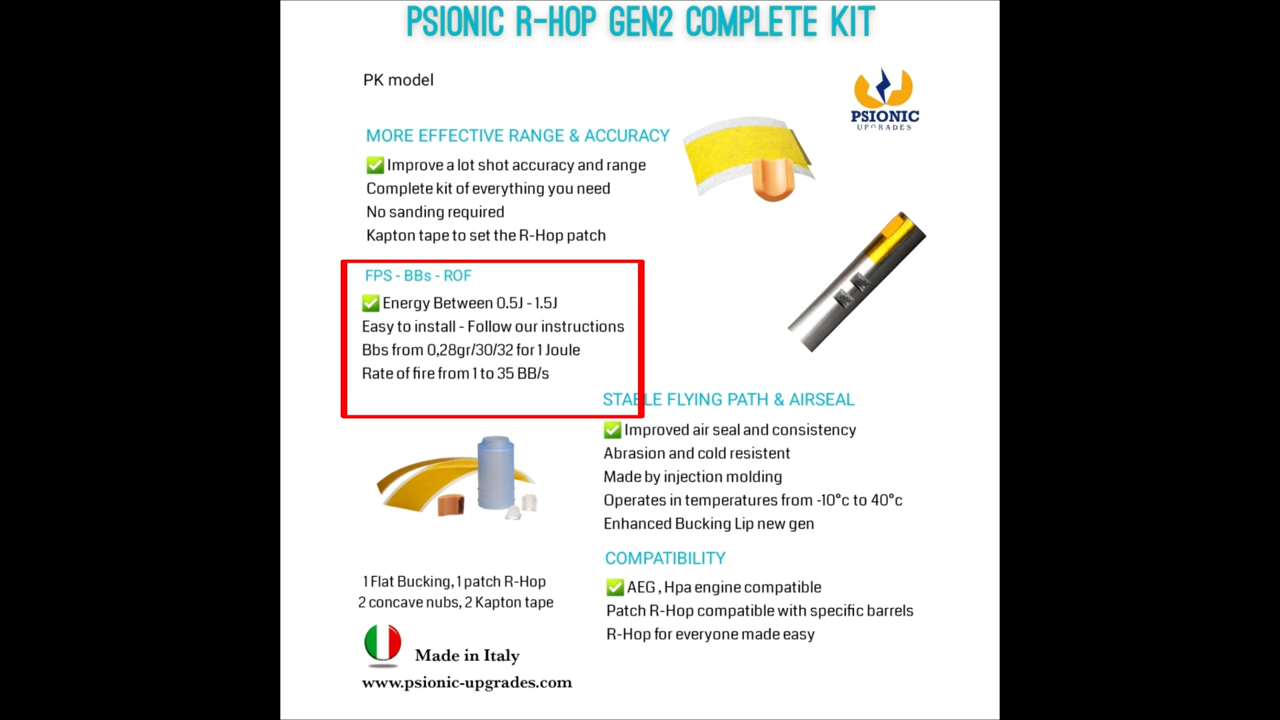 PSIONIC R-HOP GEN2 COMPLETE KIT
PK model
PSIONIC
UPGRADES
MORE EFFECTIVE RANGE & ACCURACY
✅ Improve a lot shot accuracy and range
Complete kit of everything you need
No sanding required
Kapton tape to set the R-Hop patch
FPS - BBs - ROF
✅ Energy Between 0.5J - 1.5J
Easy to install - Follow our instructions
Bbs from 0,28gr/30/32 for 1 Joule
Rate of fire from 1 to 35 BB/s
STABLE FLYING PATH & AIRSEAL
✅ Improved air seal and consistency
Abrasion and cold resistent
Made by injection molding
Operates in temperatures from -10°c to 40°c
Enhanced Bucking Lip new gen
COMPATIBILITY
✅ AEG , Hpa engine compatible
Patch R-Hop compatible with specific barrels
R-Hop for everyone made easy
1 Flat Bucking, 1 patch R-Hop
2 concave nubs, 2 Kapton tape
Made in Italy
www.psionic-upgrades.com